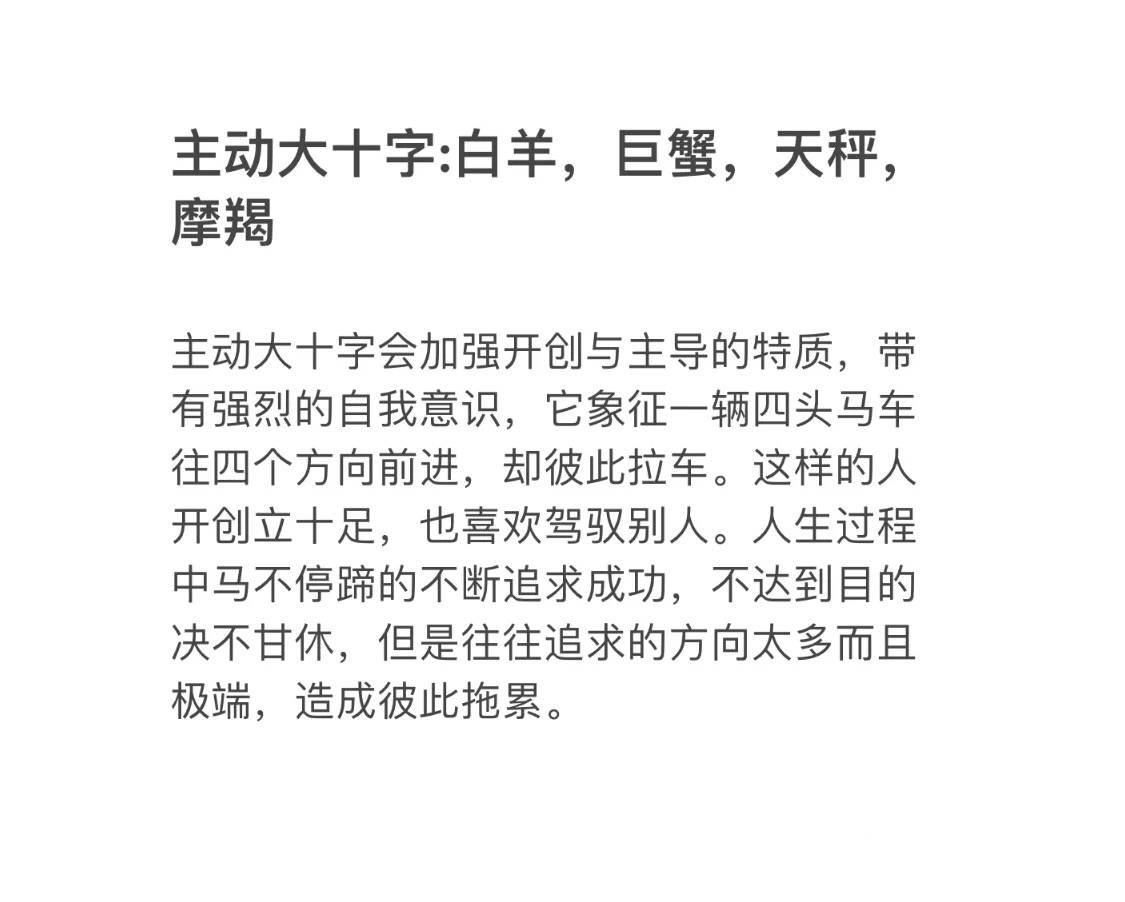 主动大十字:白羊，巨蟹，天秤，
摩羯
主动大十字会加强开创与主导的特质，带
有强烈的自我意识，它象征一辆四头马车
往四个方向前进，却彼此拉车。这样的人
开创立十足，也喜欢驾驭别人。人生过程
中马不停蹄的不断追求成功，不达到目的
决不甘休，但是往往追求的方向太多而且
极端，造成彼此拖累。